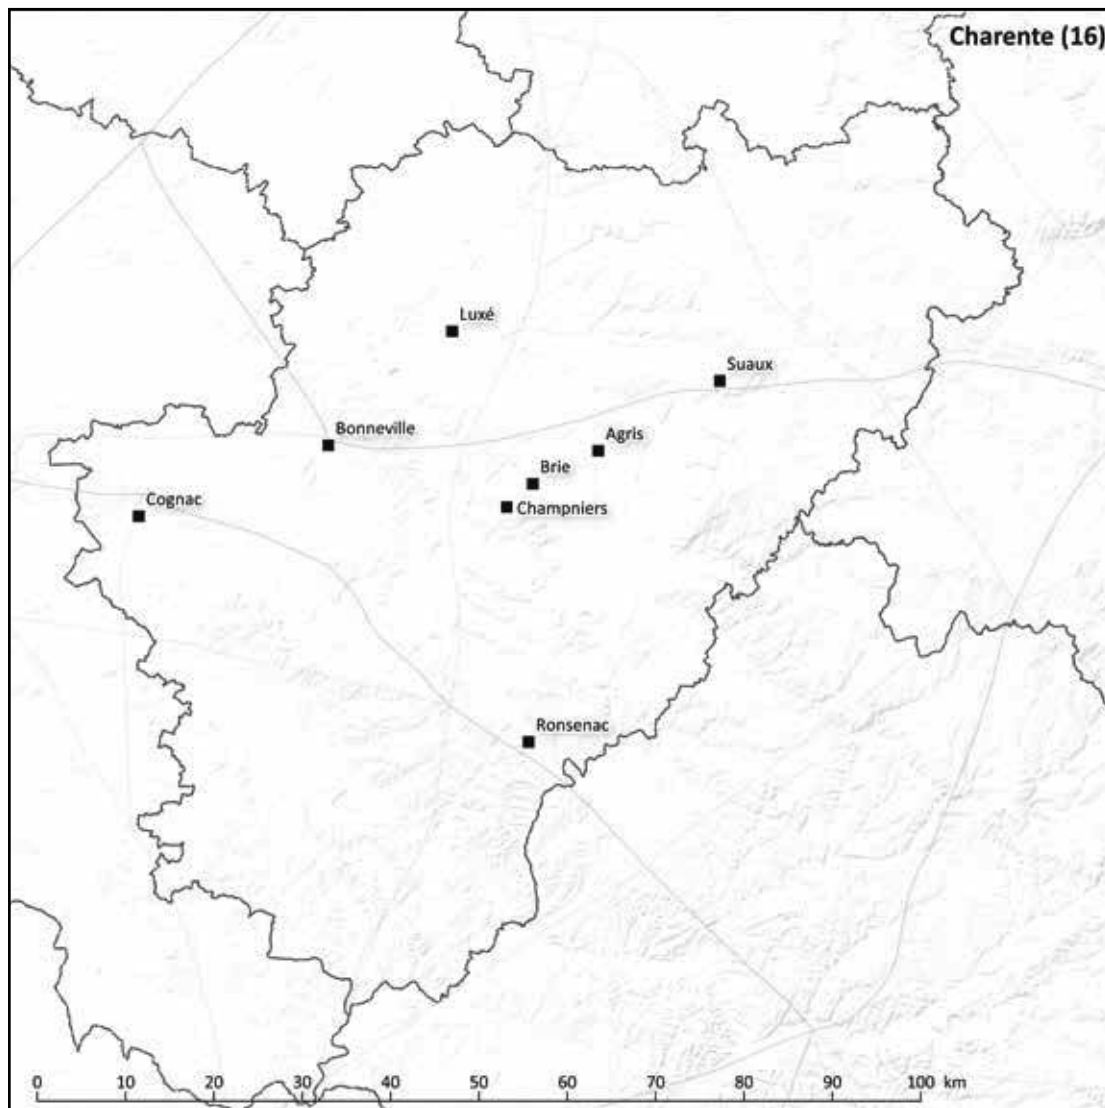 Charente (16)
Luxé
Suaux
Bonneville
Agris
Brie
Cognac
Champniers
Ronsenac
0 10 20 30 40 50 60 70 80 90 100 km